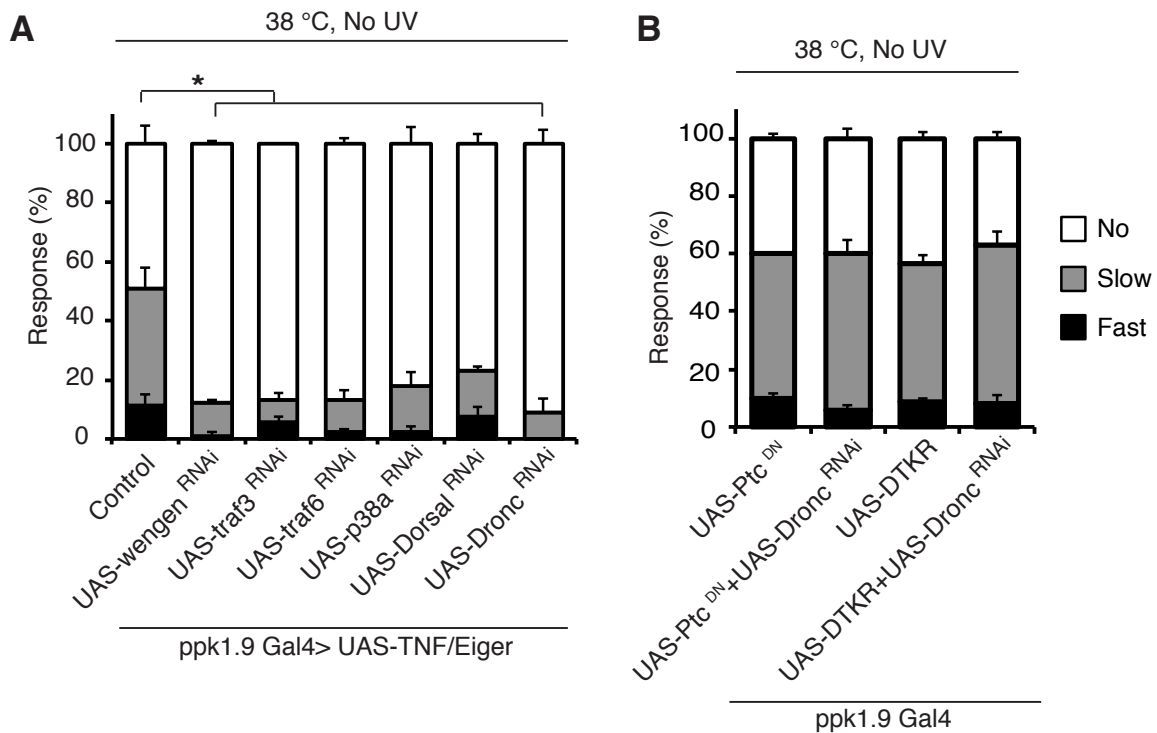 A
38 °C, No UV
*
Response (%)
100
80
60
40
20
0
Control
UAS-wengen RNAi
UAS-traf3 RNAi
UAS-traf6 RNAi
UAS-p38a RNAi
UAS-Dorsal RNAi
UAS-Dronc RNAi
ppk1.9 Gal4> UAS-TNF/Eiger
B
38 °C, No UV
Response (%)
100
80
60
40
20
0
UAS-Ptc DN
UAS-Ptc DN+UAS-Dronc RNAi
UAS-DTKR
UAS-DTKR+UAS-Dronc RNAi
ppk1.9 Gal4
No
Slow
Fast